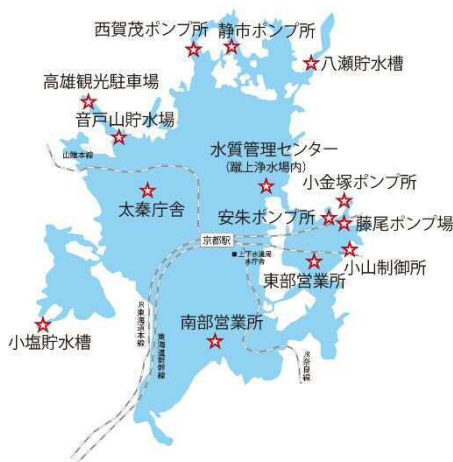 西賀茂ポンプ所
静市ポンプ所
八瀬貯水槽
高雄観光駐車場
音戸山貯水場
山陰本線
水質管理センター
(蹴上浄水場内)
小金塚ポンプ所
太秦庁舎
安朱ポンプ所
藤尾ポンプ場
京都駅
■上下水道局
本庁舎
小山制御所
東部営業所
JR東海道本線
東海道新幹線
南部営業所
小塩貯水槽
JR奈良線